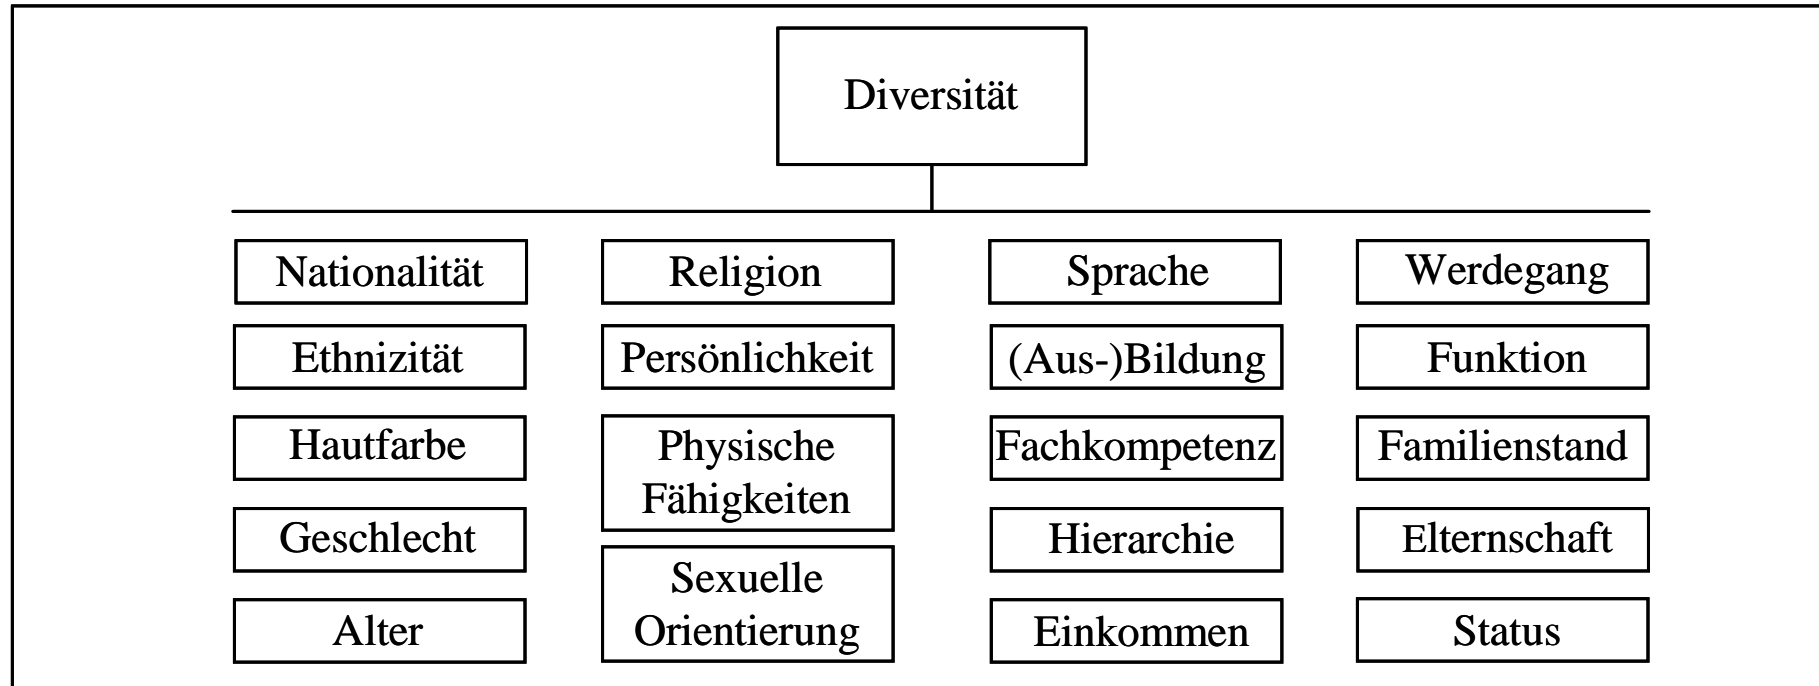 Diversität
Nationalität
Religion
Sprache
Werdegang
Ethnizität
Persönlichkeit
(Aus-)Bildung
Funktion
Hautfarbe
Physische
Fähigkeiten
Fachkompetenz
Familienstand
Geschlecht
Sexuelle
Orientierung
Hierarchie
Elternschaft
Alter
Einkommen
Status